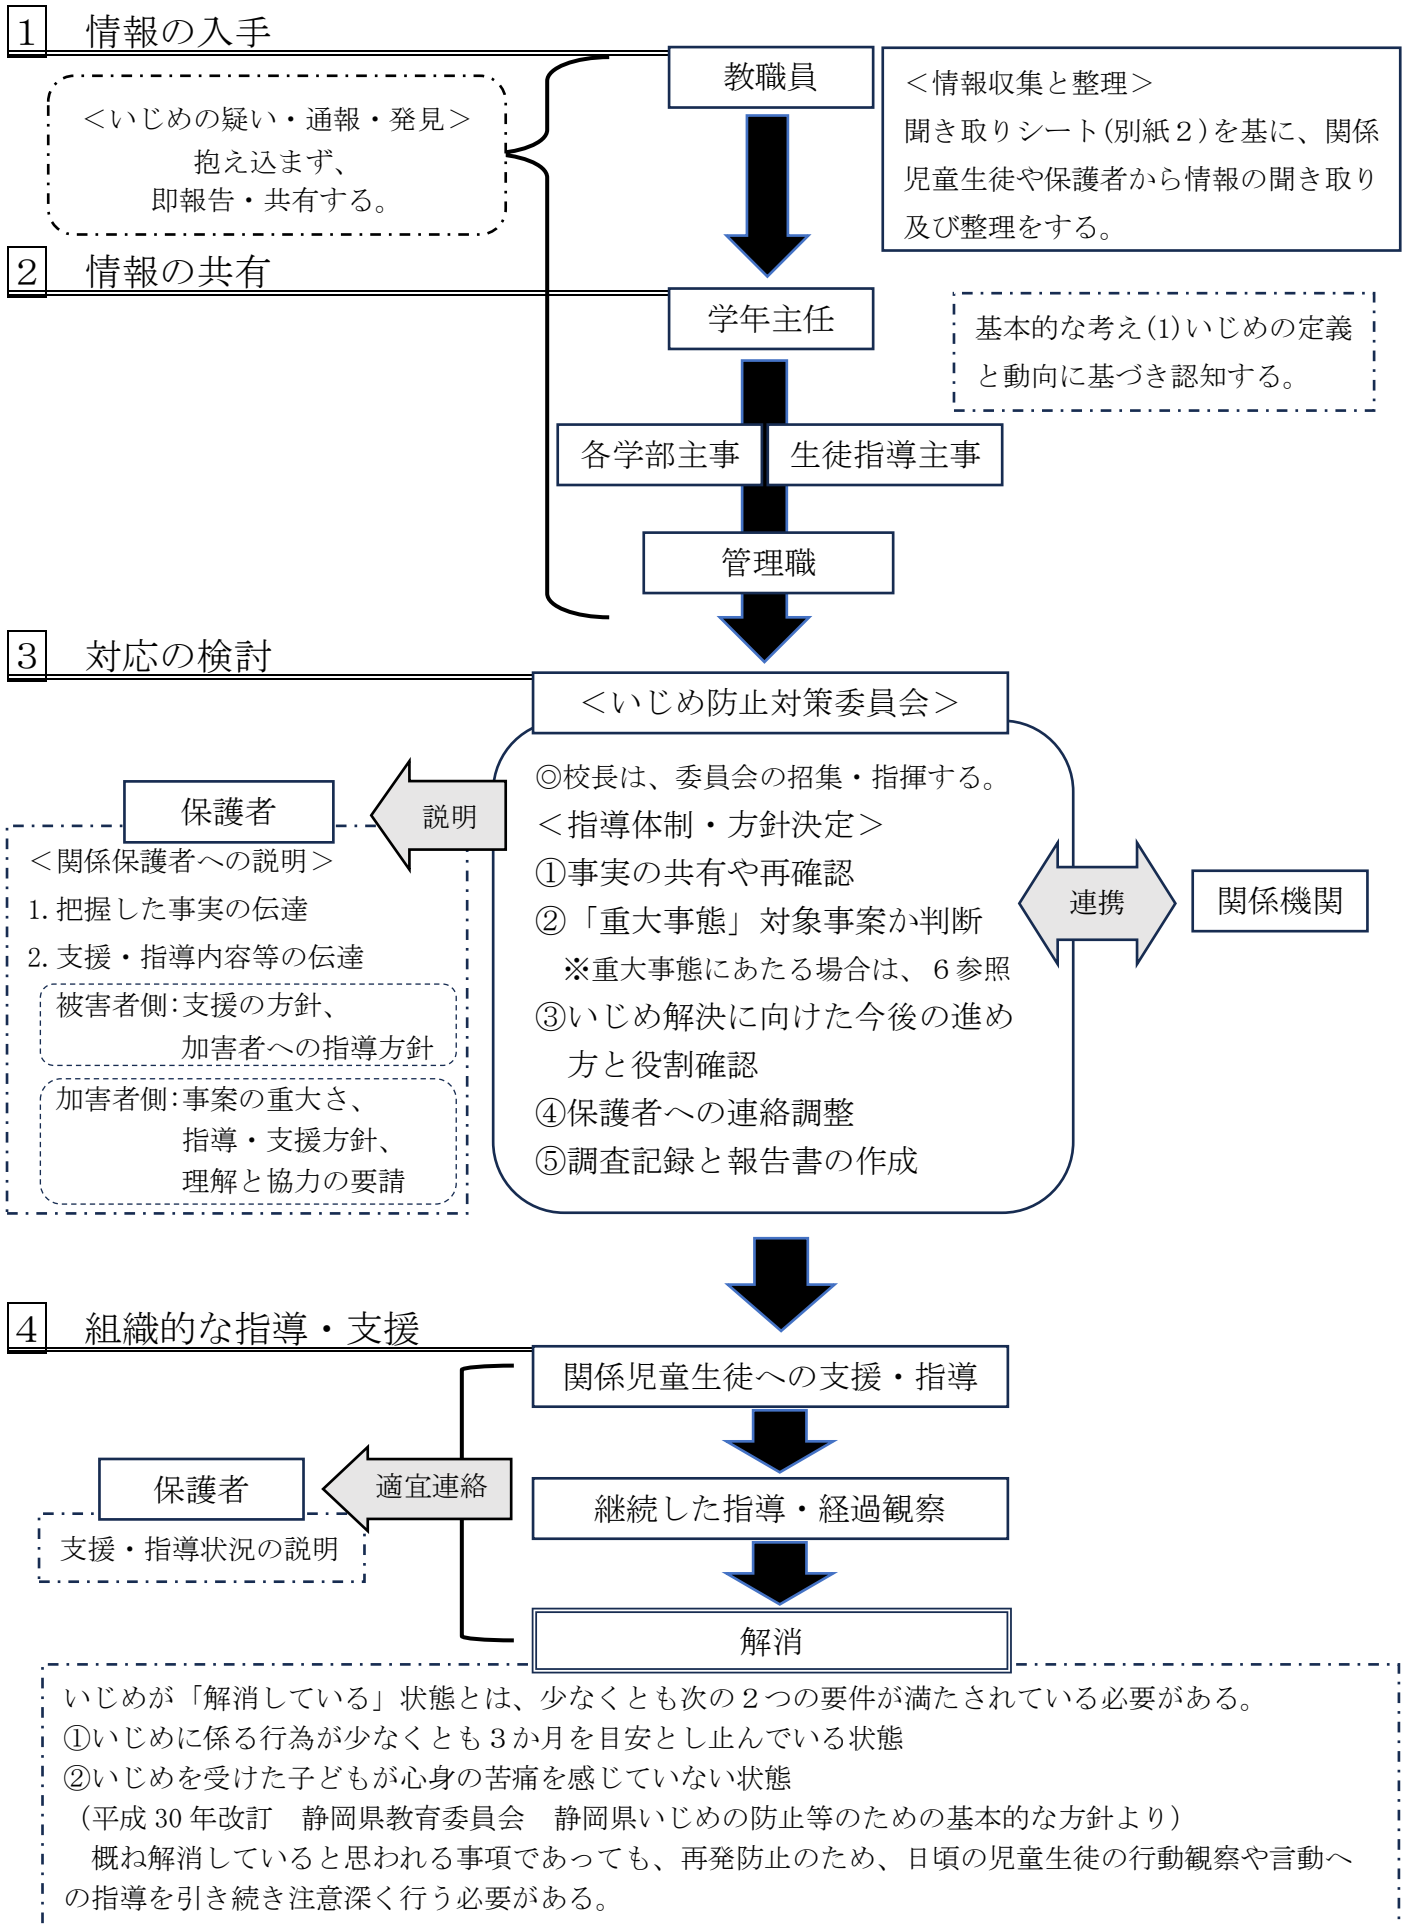 1 情報の入手
教職員
＜いじめの疑い・通報・発見＞
抱え込まず、
即報告・共有する。
＜情報収集と整理＞
聞き取りシート(別紙２)を基に、関係
児童生徒や保護者から情報の聞き取り
及び整理をする。
2 情報の共有
学年主任
基本的な考え(1)いじめの定義
と動向に基づき認知する。
各学部主事
生徒指導主事
管理職
3 対応の検討
＜いじめ防止対策委員会＞
◎校長は、委員会の招集・指揮する。
＜指導体制・方針決定＞
①事実の共有や再確認
②「重大事態」対象事案か判断
※重大事態にあたる場合は、６参照
③いじめ解決に向けた今後の進め
方と役割確認
④保護者への連絡調整
⑤調査記録と報告書の作成
説明
保護者
＜関係保護者への説明＞
1.把握した事実の伝達
2.支援・指導内容等の伝達
被害者側:支援の方針、
加害者への指導方針
加害者側:事案の重大さ、
指導・支援方針、
理解と協力の要請
連携
関係機関
4 組織的な指導・支援
関係児童生徒への支援・指導
適宜連絡
保護者
支援・指導状況の説明
継続した指導・経過観察
解消
いじめが「解消している」状態とは、少なくとも次の２つの要件が満たされている必要がある。
①いじめに係る行為が少なくとも３か月を目安とし止んでいる状態
②いじめを受けた子どもが心身の苦痛を感じていない状態
（平成 30 年改訂　静岡県教育委員会　静岡県いじめの防止等のための基本的な方針より）
概ね解消していると思われる事項であっても、再発防止のため、日頃の児童生徒の行動観察や言動へ
の指導を引き続き注意深く行う必要がある。